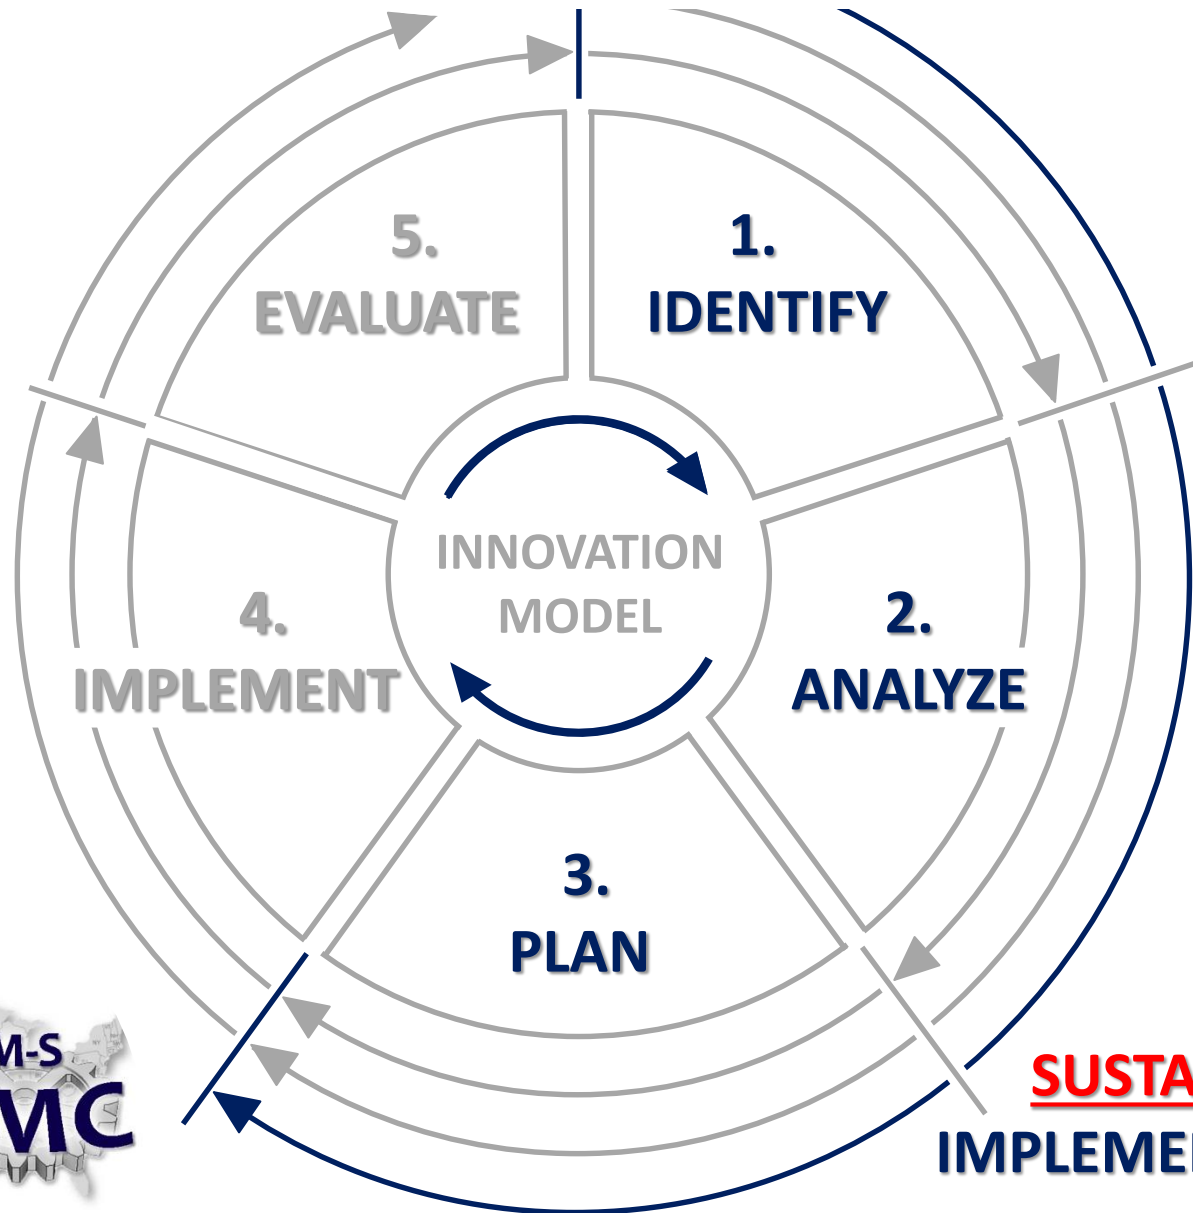 5.
EVALUATE
1.
IDENTIFY
INNOVATION
MODEL
4.
IMPLEMENT
2.
ANALYZE
3.
PLAN
M-S
MC